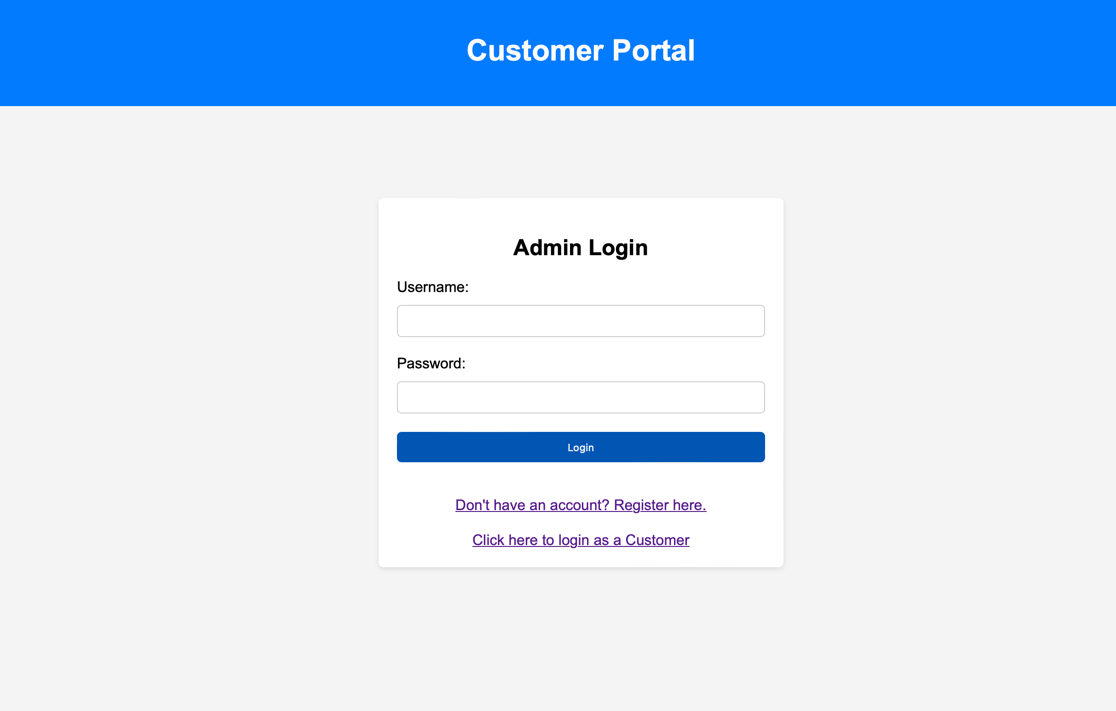 Customer Portal
Admin Login
Username:
Password:
Login
Don't have an account? Register here.
Click here to login as a Customer